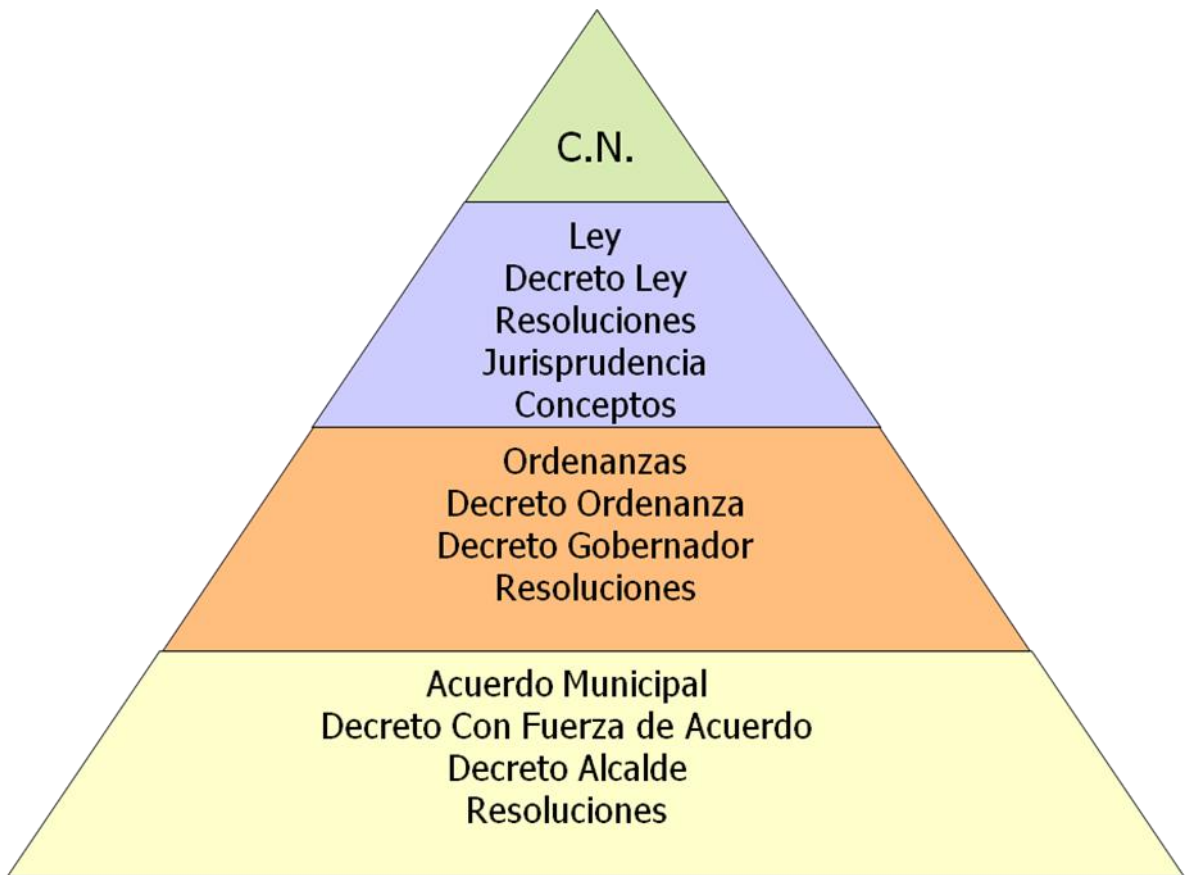 C.N.
Ley
Decreto Ley
Resoluciones
Jurisprudencia
Conceptos
Ordenanzas
Decreto Ordenanza
Decreto Gobernador
Resoluciones
Acuerdo Municipal
Decreto Con Fuerza de Acuerdo
Decreto Alcalde
Resoluciones